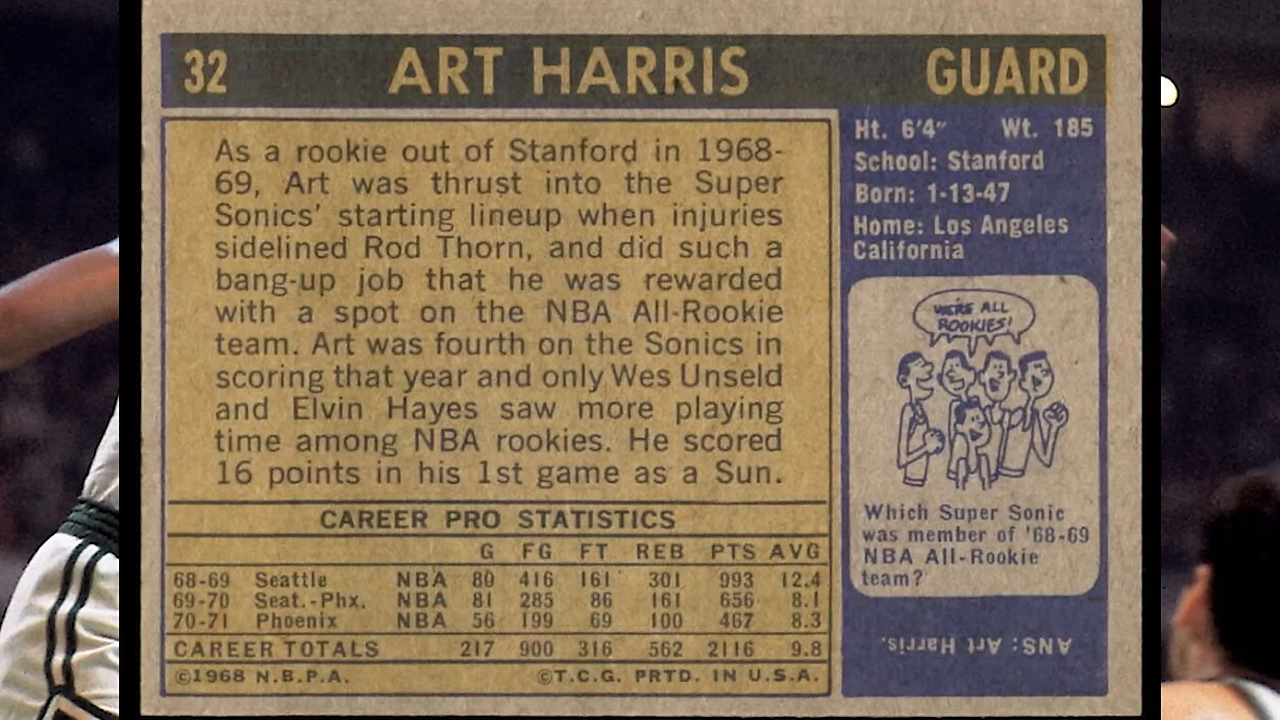 32 ART HARRIS GUARD
As a rookie out of Stanford in 1968-
69, Art was thrust into the Super
Sonics' starting lineup when injuries
sidelined Rod Thorn, and did such a
bang-up job that he was rewarded
with a spot on the NBA All-Rookie
team. Art was fourth on the Sonics in
scoring that year and only Wes Unseld
and Elvin Hayes saw more playing
time among NBA rookies. He scored
16 points in his 1st game as a Sun.
CAREER PRO STATISTICS
G FG FT REB PTS AVG
68-69 Seattle NBA 80 416 161 301 993 12.4
69-70 Seat.-Phx. NBA 81 285 86 161 656 8.1
70-71 Phoenix NBA 56 199 69 100 467 8.3
CAREER TOTALS 217 900 316 562 2116 9.8
©1968 N.B.P.A. ©T.C.G. PRTD. IN U.S.A.
Ht. 6'4" Wt. 185
School: Stanford
Born: 1-13-47
Home: Los Angeles
California
WE'RE ALL
ROOKIES!
Which Super Sonic
was member of '68-69
NBA All-Rookie
team?
ANS: Art Harris.